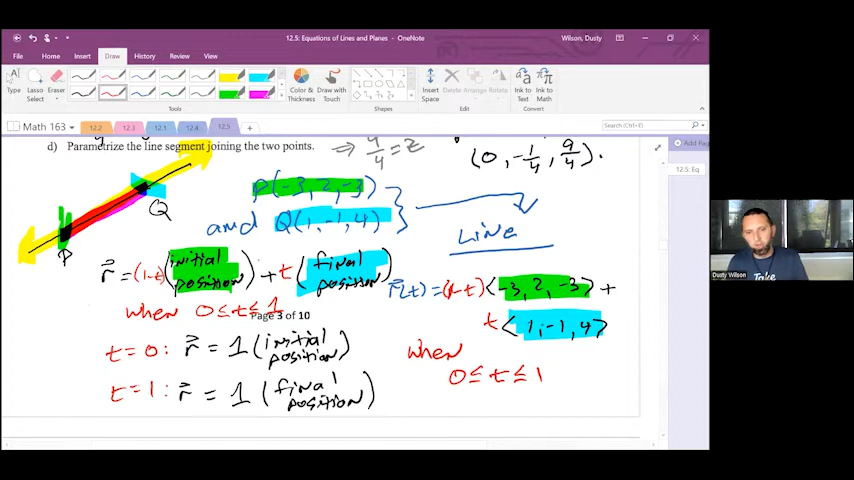 12.5: Equations of Lines and Planes - OneNote
Wilson, Dusty
File Home Insert Draw History Review View
Type Lasso Select Eraser
Color & Thickness Draw with Touch
Insert Space Delete Arrange Rotate
Ink to Text Ink to Math
Tools Shapes Edit Convert
Math 163 12.2 12.3 12.1 12.4 12.5
Search (Ctrl+E)
Add Page
12.5: Eq
d) Parametrize the line segment joining the two points.
⇒ 9/4 = z
(0, -1/4, 9/4).
P(-3, 2, -3)
and Q(1, -1, 4)
Line
P
Q
r⃗ = (1-t)(initial position) + t(final position)
when 0 ≤ t ≤ 1
Page 3 of 10
t=0: r⃗ = 1(initial position)
t=1: r⃗ = 1(final position)
r⃗(t) = (1-t)<-3, 2, -3> +
t<1, -1, 4>
when
0 ≤ t ≤ 1
Dusty Wilson
Take